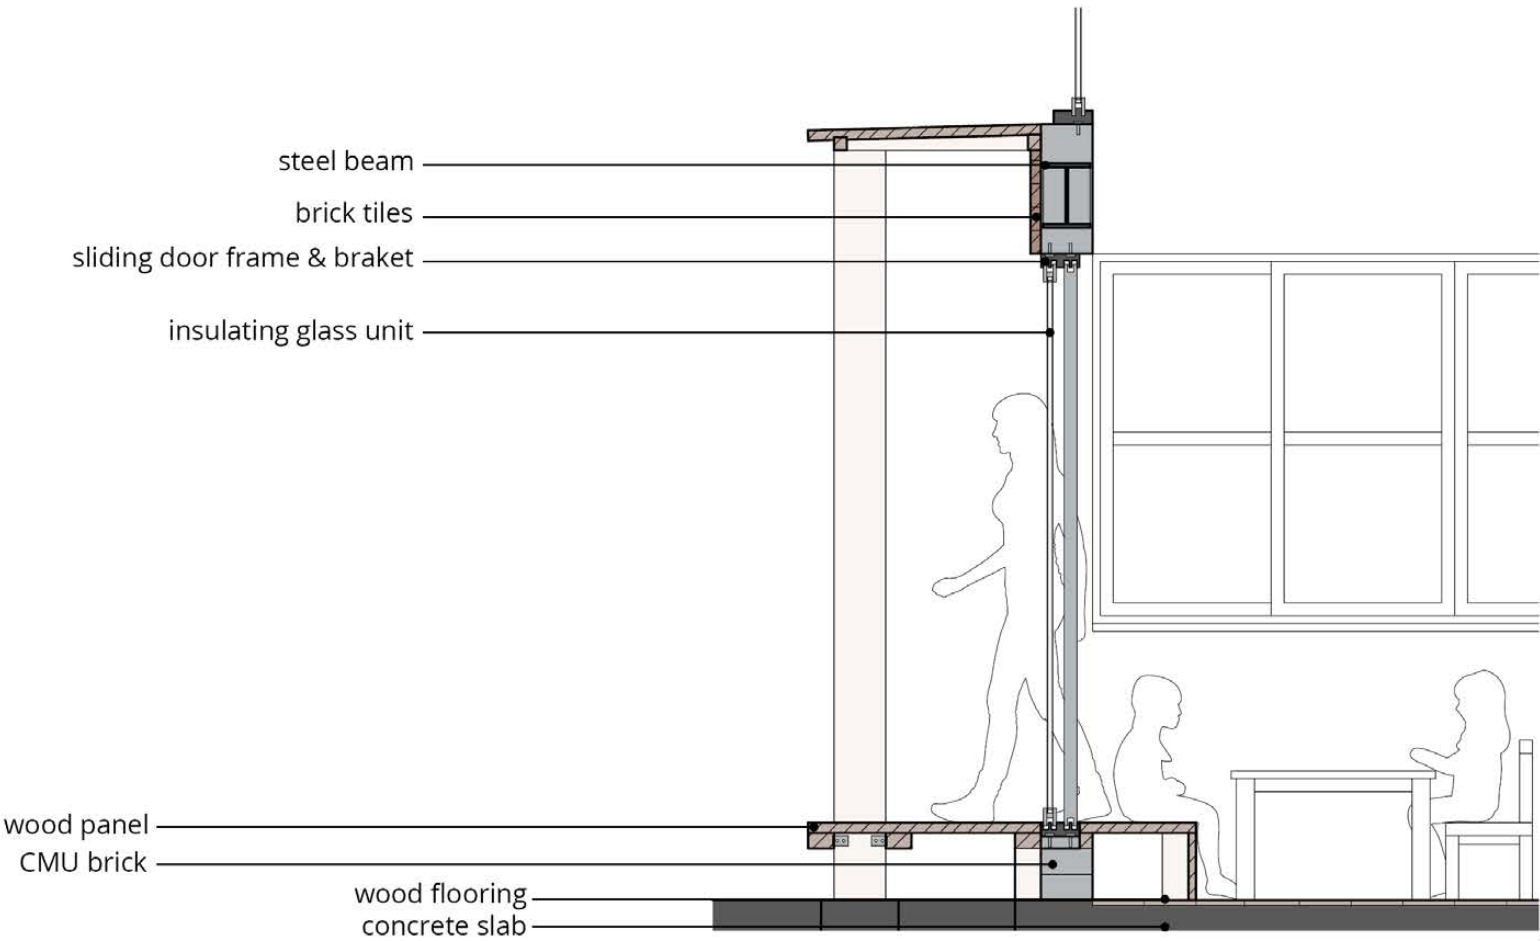 steel beam
brick tiles
sliding door frame & braket
insulating glass unit
wood panel
CMU brick
wood flooring
concrete slab